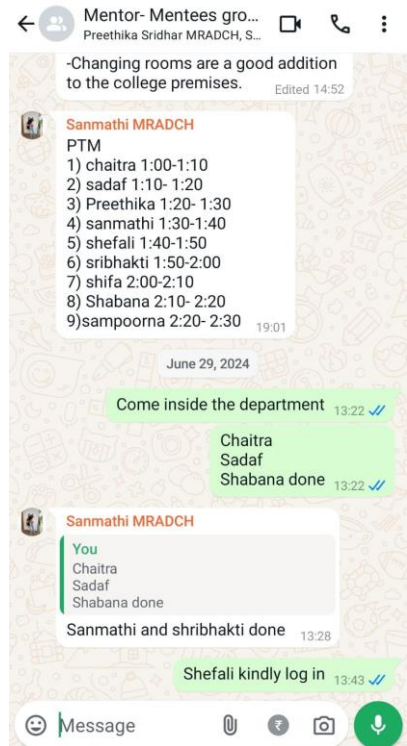 Mentor- Mentees gro...
Preethika Sridhar MRADCH, S...
-Changing rooms are a good addition
to the college premises.
Edited 14:52
Sanmathi MRADCH
PTM
1) chaitra 1:00-1:10
2) sadaf 1:10- 1:20
3) Preethika 1:20- 1:30
4) sanmathi 1:30-1:40
5) shefali 1:40-1:50
6) sribhakti 1:50-2:00
7) shifa 2:00-2:10
8) Shabana 2:10- 2:20
9)sampoorna 2:20- 2:30
19:01
June 29, 2024
Come inside the department 13:22
Chaitra
Sadaf
Shabana done 13:22
Sanmathi MRADCH
You
Chaitra
Sadaf
Shabana done
Sanmathi and shribhakti done 13:28
Shefali kindly log in 13:43
Message ₹